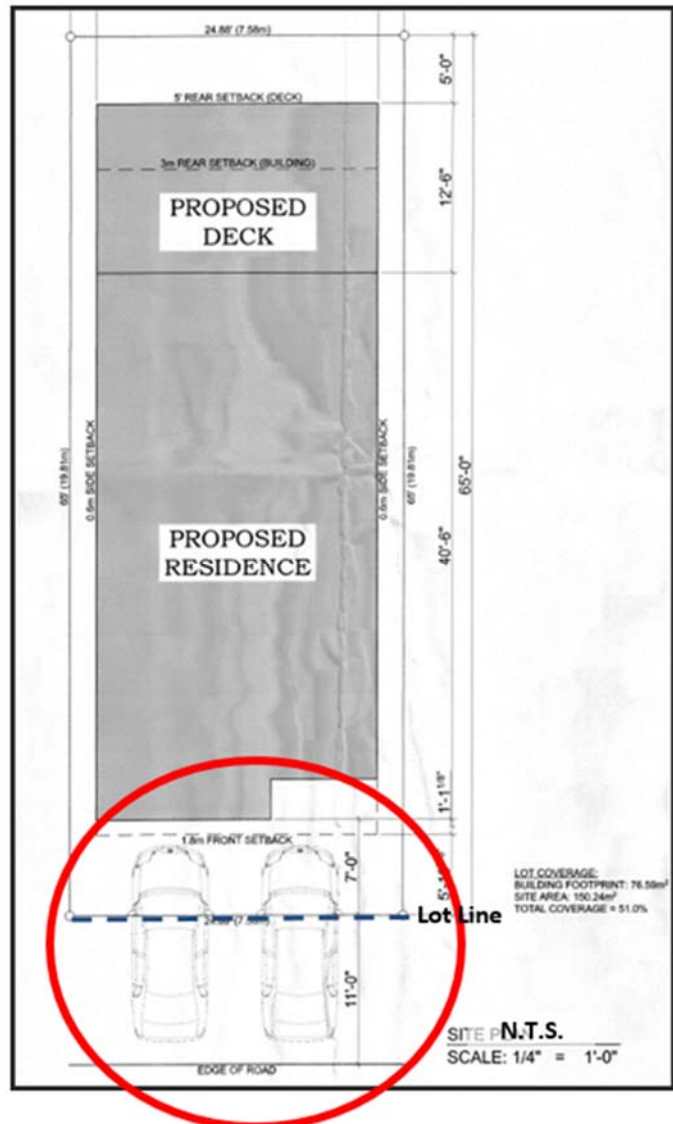 24.88' (7.58m)
5'-0"
5' REAR SETBACK (DECK)
3m REAR SETBACK (BUILDING)
12'-6"
PROPOSED
DECK
65' (19.81m)
0.6m SIDE SETBACK
0.6m SIDE SETBACK
65' (19.81m)
65'-0"
40'-6"
PROPOSED
RESIDENCE
1'-1 1/8"
1.8m FRONT SETBACK
7'-0"
LOT COVERAGE:
BUILDING FOOTPRINT: 76.59m²
SITE AREA: 150.24m²
TOTAL COVERAGE = 51.0%
Lot Line
11'-0"
SITE N.T.S.
SCALE: 1/4" = 1'-0"
EDGE OF ROAD